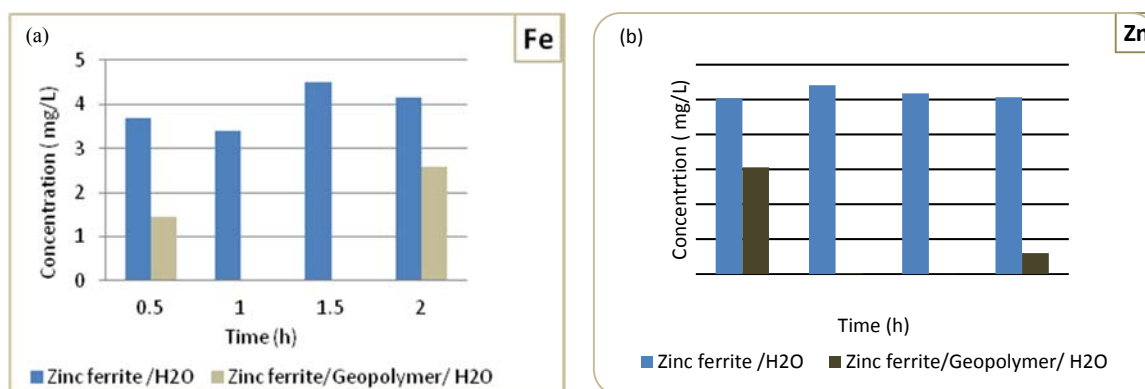 (a)
Fe
Concentration ( mg/L)
5
4
3
2
1
0
0.5 1 1.5 2
Time (h)
Zinc ferrite /H2O Zinc ferrite/Geopolymer/ H2O
(b)
Zn
Concentrtion ( mg/L)
Time (h)
Zinc ferrite /H2O Zinc ferrite/Geopolymer/ H2O